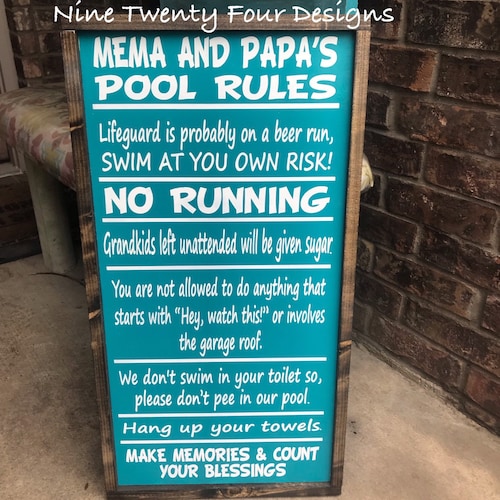 Nine Twenty Four Designs
MEMA AND PAPA'S
POOL RULES
Lifeguard is probably on a beer run,
SWIM AT YOU OWN RISK!
NO RUNNING
Grandkids left unattended will be given sugar.
You are not allowed to do anything that
starts with "Hey, watch this!" or involves
the garage roof.
We don't swim in your toilet so,
please don't pee in our pool.
Hang up your towels.
MAKE MEMORIES & COUNT
YOUR BLESSINGS